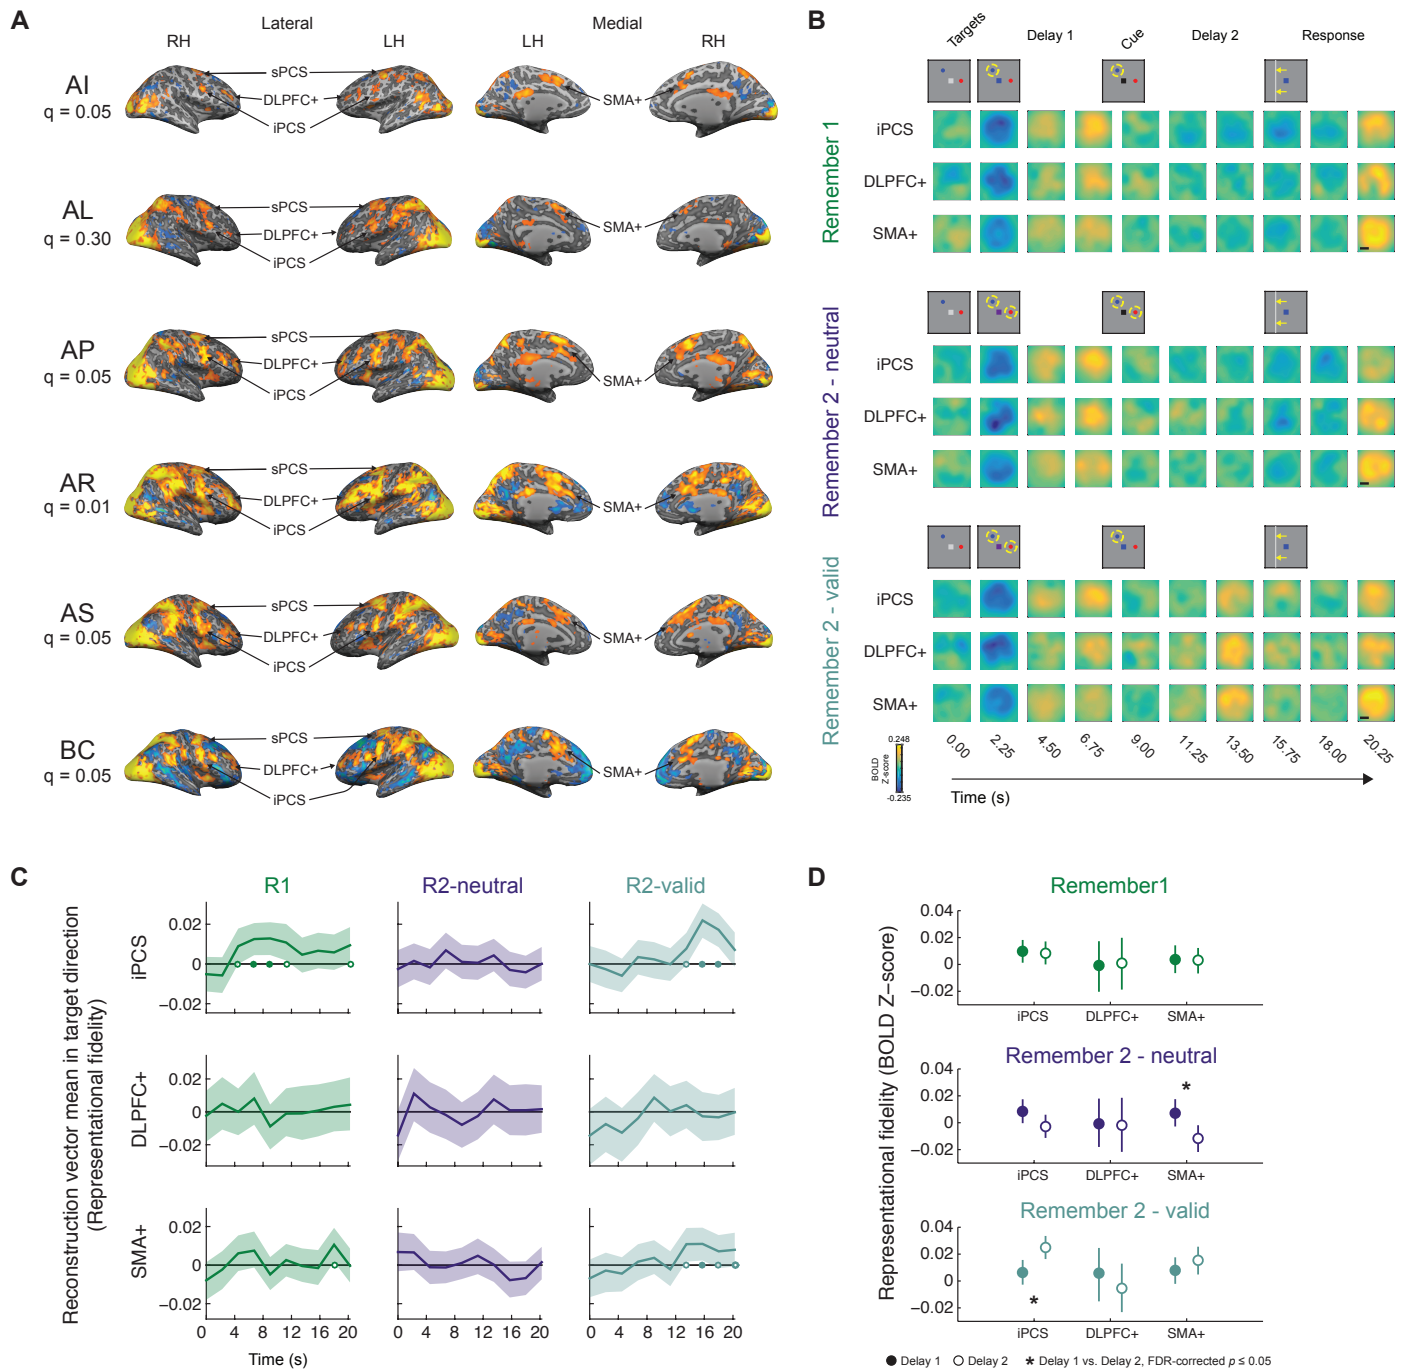 A
Lateral
Medial
RH
LH
LH
RH
AI
q = 0.05
sPCS
DLPFC+
iPCS
SMA+
AL
q = 0.30
sPCS
DLPFC+
iPCS
SMA+
AP
q = 0.05
sPCS
DLPFC+
iPCS
SMA+
AR
q = 0.01
sPCS
DLPFC+
iPCS
SMA+
AS
q = 0.05
sPCS
DLPFC+
iPCS
SMA+
BC
q = 0.05
sPCS
DLPFC+
iPCS
SMA+
B
Targets
Delay 1
Cue
Delay 2
Response
Remember 1
iPCS
DLPFC+
SMA+
Remember 2 - neutral
iPCS
DLPFC+
SMA+
Remember 2 - valid
iPCS
DLPFC+
SMA+
BOLD
Z-score
0.248
-0.235
0.00 2.25 4.50 6.75 9.00 11.25 13.50 15.75 18.00 20.25
Time (s)
C
Reconstruction vector mean in target direction
(Representational fidelity)
R1
R2-neutral
R2-valid
iPCS
0.02
0
−0.02
DLPFC+
0.02
0
−0.02
SMA+
0.02
0
−0.02
0 4 8 12 16 20
0 4 8 12 16 20
0 4 8 12 16 20
Time (s)
D
Representational fidelity (BOLD Z−score)
Remember1
0.04
0.02
0
−0.02
iPCS DLPFC+ SMA+
Remember 2 - neutral
0.04
0.02
0
−0.02
*
iPCS DLPFC+ SMA+
Remember 2 - valid
0.04
0.02
0
−0.02
*
iPCS DLPFC+ SMA+
Delay 1 Delay 2 * Delay 1 vs. Delay 2, FDR-corrected p ≤ 0.05